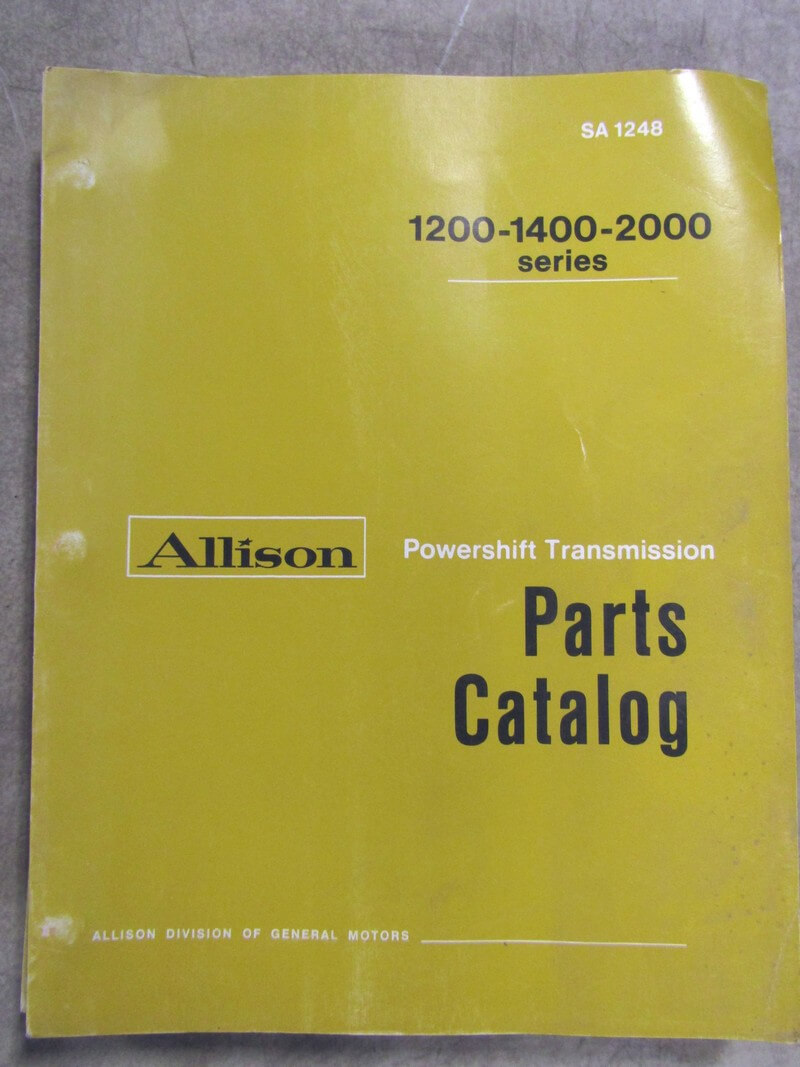 SA 1248
1200-1400-2000
series
Allison
Powershift Transmission
Parts
Catalog
ALLISON DIVISION OF GENERAL MOTORS